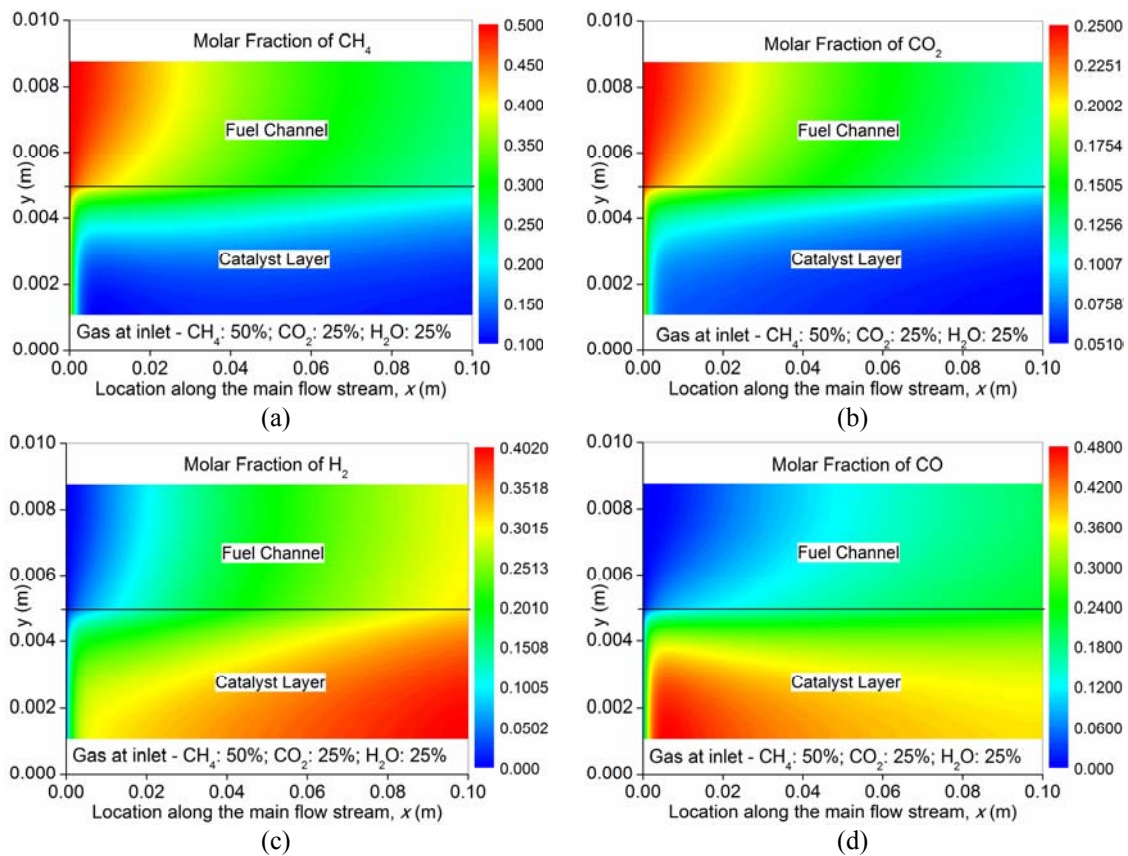 Molar Fraction of CH4
Fuel Channel
Catalyst Layer
Gas at inlet - CH4: 50%; CO2: 25%; H2O: 25%
0.010
0.008
0.006
0.004
0.002
0.000
y (m)
0.00 0.02 0.04 0.06 0.08 0.10
Location along the main flow stream, x (m)
0.500
0.450
0.400
0.350
0.300
0.250
0.200
0.150
0.100
(a)
Molar Fraction of CO2
Fuel Channel
Catalyst Layer
Gas at inlet - CH4: 50%; CO2: 25%; H2O: 25%
0.010
0.008
0.006
0.004
0.002
0.000
y (m)
0.00 0.02 0.04 0.06 0.08 0.10
Location along the main flow stream, x (m)
0.2500
0.2251
0.2002
0.1754
0.1505
0.1256
0.1007
0.0758
0.0510
(b)
Molar Fraction of H2
Fuel Channel
Catalyst Layer
Gas at inlet - CH4: 50%; CO2: 25%; H2O: 25%
0.010
0.008
0.006
0.004
0.002
0.000
y (m)
0.00 0.02 0.04 0.06 0.08 0.10
Location along the main flow stream, x (m)
0.4020
0.3518
0.3015
0.2513
0.2010
0.1508
0.1005
0.0502
0.000
(c)
Molar Fraction of CO
Fuel Channel
Catalyst Layer
Gas at inlet - CH4: 50%; CO2: 25%; H2O: 25%
0.010
0.008
0.006
0.004
0.002
0.000
y (m)
0.00 0.02 0.04 0.06 0.08 0.10
Location along the main flow stream, x (m)
0.4800
0.4200
0.3600
0.3000
0.2400
0.1800
0.1200
0.0600
0.000
(d)